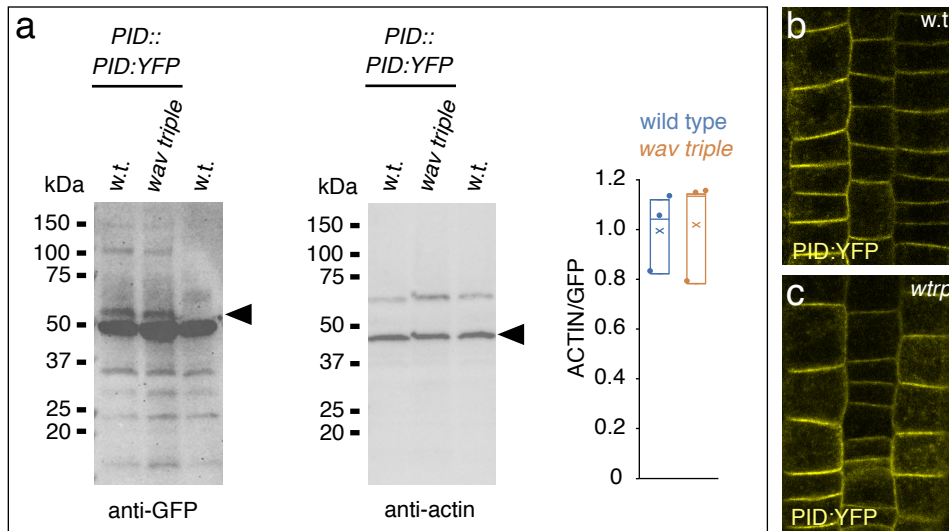 a
PID::
PID:YFP
w.t.
wav triple
w.t.
kDa
150
100
75
50
37
25
20
anti-GFP
PID::
PID:YFP
w.t.
wav triple
w.t.
kDa
150
100
75
50
37
25
20
anti-actin
wild type
wav triple
1.2
1.0
0.8
0.6
0.4
0.2
0
ACTIN/GFP
b
w.t
PID:YFP
c
wtrp
PID:YFP